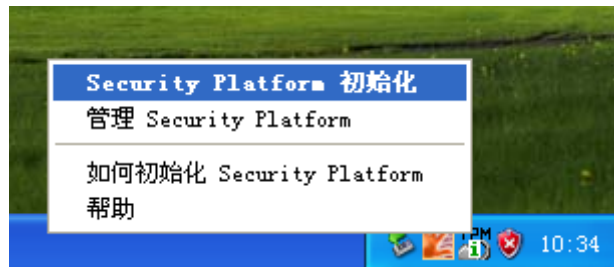 Security Platform 初始化
管理 Security Platform
如何初始化 Security Platform
帮助
TPM
10:34